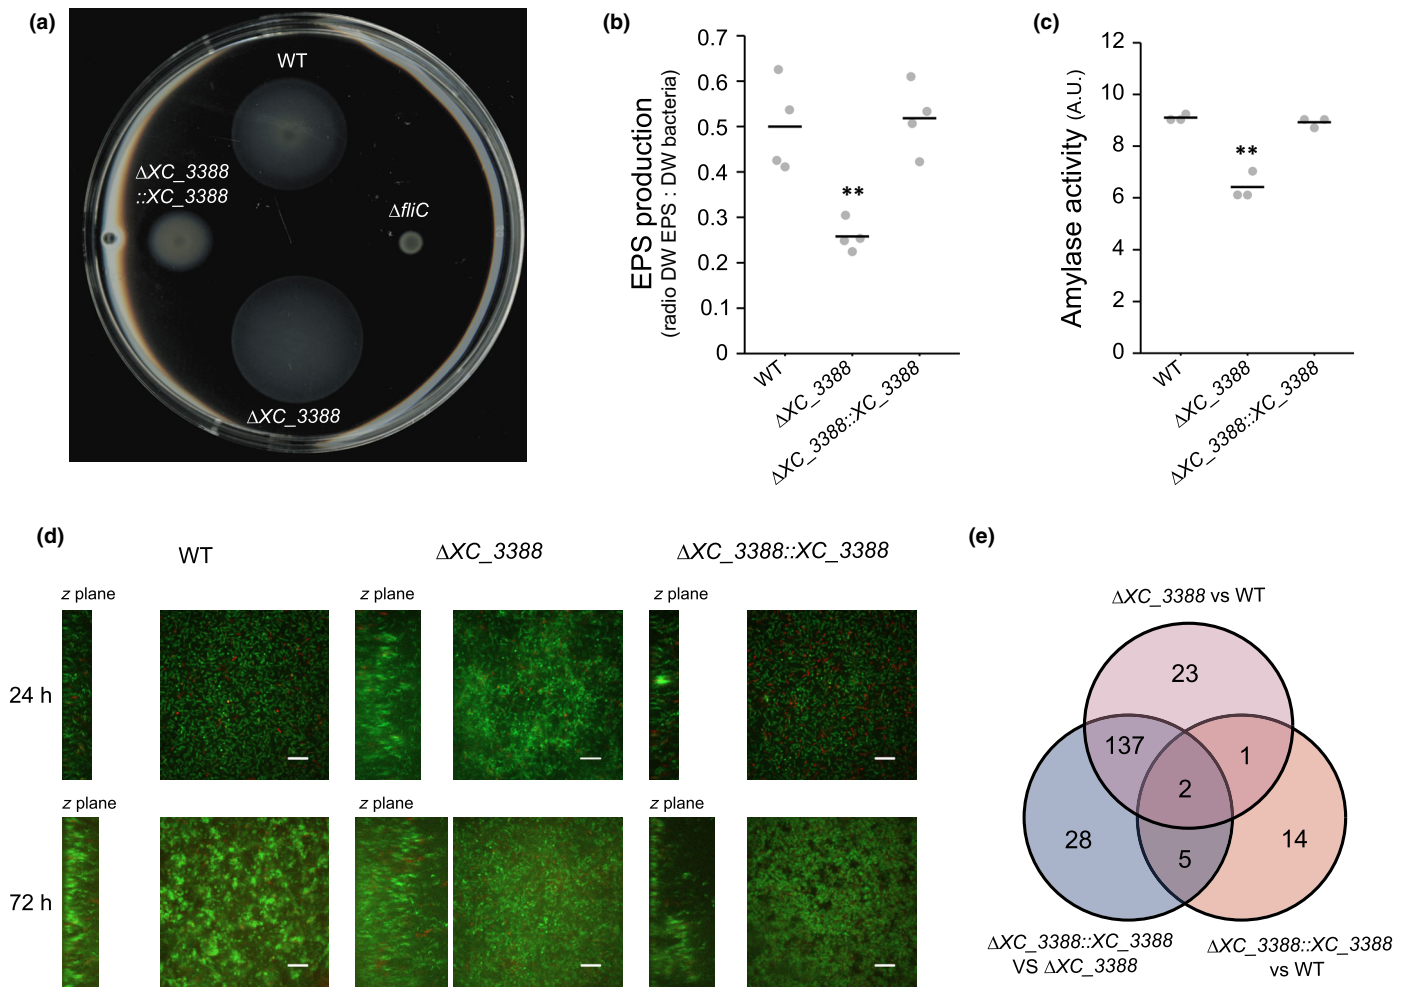 (a)
WT
ΔXC_3388
::XC_3388
ΔfliC
ΔXC_3388
(b)
EPS production
(radio DW EPS : DW bacteria)
0.7
0.6
0.5
0.4
0.3
0.2
0.1
0
**
WT
ΔXC_3388
ΔXC_3388::XC_3388
(c)
Amylase activity (A.U.)
12
10
8
6
4
2
0
**
WT
ΔXC_3388
ΔXC_3388::XC_3388
(d)
WT
ΔXC_3388
ΔXC_3388::XC_3388
z plane
z plane
z plane
24 h
z plane
z plane
z plane
72 h
(e)
ΔXC_3388 vs WT
23
137
1
2
28
5
14
ΔXC_3388::XC_3388
VS ΔXC_3388
ΔXC_3388::XC_3388
vs WT